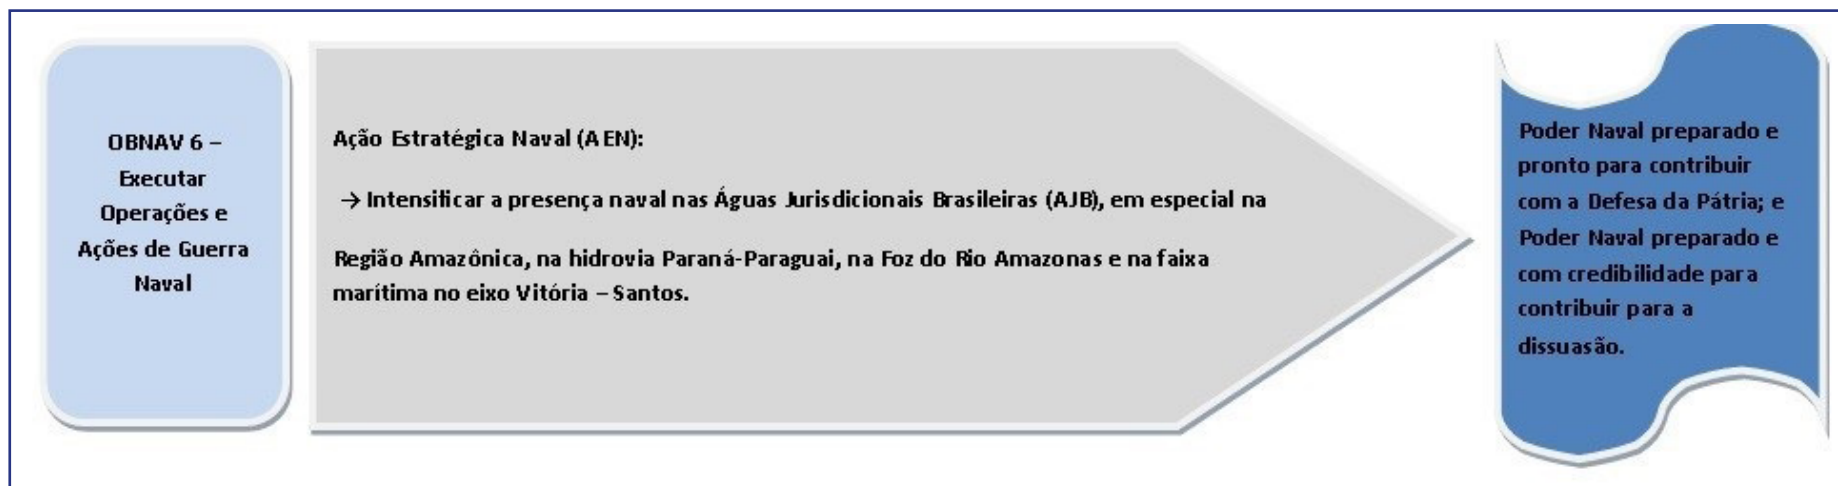 OBNAV 6 –
Executar
Operações e
Ações de Guerra
Naval
Ação Estratégica Naval (AEN):
→ Intensificar a presença naval nas Águas Jurisdicionais Brasileiras (AJB), em especial na
Região Amazônica, na hidrovia Paraná-Paraguai, na Foz do Rio Amazonas e na faixa
marítima no eixo Vitória – Santos.
Poder Naval preparado e
pronto para contribuir
com a Defesa da Pátria; e
Poder Naval preparado e
com credibilidade para
contribuir para a
dissuasão.